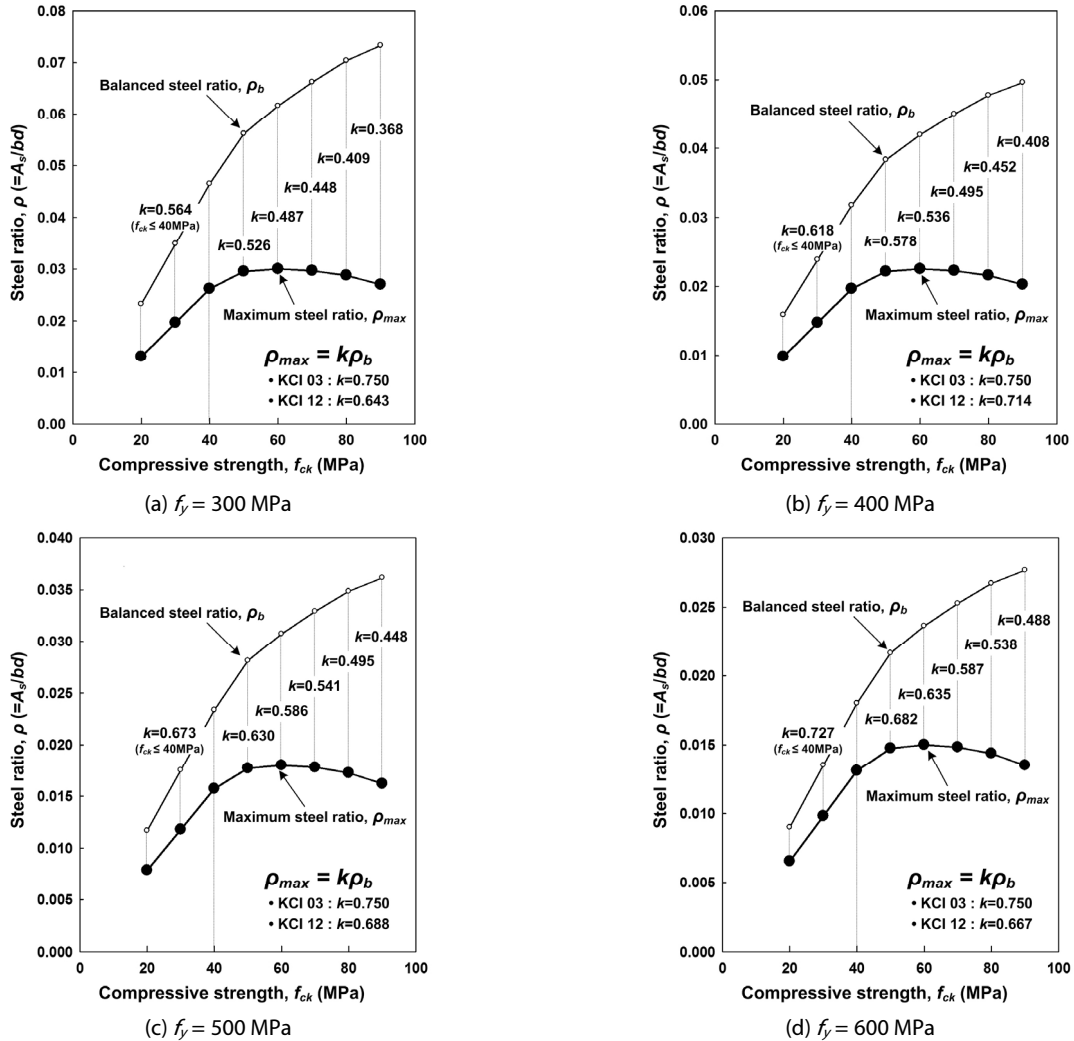 0.08
0.07
0.06
0.05
0.04
0.03
0.02
0.01
0.00
Steel ratio, ρ (=As/bd)
Balanced steel ratio, ρb
k=0.368
k=0.409
k=0.448
k=0.487
k=0.526
k=0.564
(fck ≤ 40MPa)
Maximum steel ratio, ρmax
ρmax = kρb
• KCI 03 : k=0.750
• KCI 12 : k=0.643
0 20 40 60 80 100
Compressive strength, fck (MPa)
(a) fy = 300 MPa
0.06
0.05
0.04
0.03
0.02
0.01
0.00
Steel ratio, ρ (=As/bd)
Balanced steel ratio, ρb
k=0.408
k=0.452
k=0.495
k=0.536
k=0.578
k=0.618
(fck ≤ 40MPa)
Maximum steel ratio, ρmax
ρmax = kρb
• KCI 03 : k=0.750
• KCI 12 : k=0.714
0 20 40 60 80 100
Compressive strength, fck (MPa)
(b) fy = 400 MPa
0.040
0.035
0.030
0.025
0.020
0.015
0.010
0.005
0.000
Steel ratio, ρ (=As/bd)
Balanced steel ratio, ρb
k=0.448
k=0.495
k=0.541
k=0.586
k=0.630
k=0.673
(fck ≤ 40MPa)
Maximum steel ratio, ρmax
ρmax = kρb
• KCI 03 : k=0.750
• KCI 12 : k=0.688
0 20 40 60 80 100
Compressive strength, fck (MPa)
(c) fy = 500 MPa
0.030
0.025
0.020
0.015
0.010
0.005
0.000
Steel ratio, ρ (=As/bd)
Balanced steel ratio, ρb
k=0.488
k=0.538
k=0.587
k=0.635
k=0.682
k=0.727
(fck ≤ 40MPa)
Maximum steel ratio, ρmax
ρmax = kρb
• KCI 03 : k=0.750
• KCI 12 : k=0.667
0 20 40 60 80 100
Compressive strength, fck (MPa)
(d) fy = 600 MPa